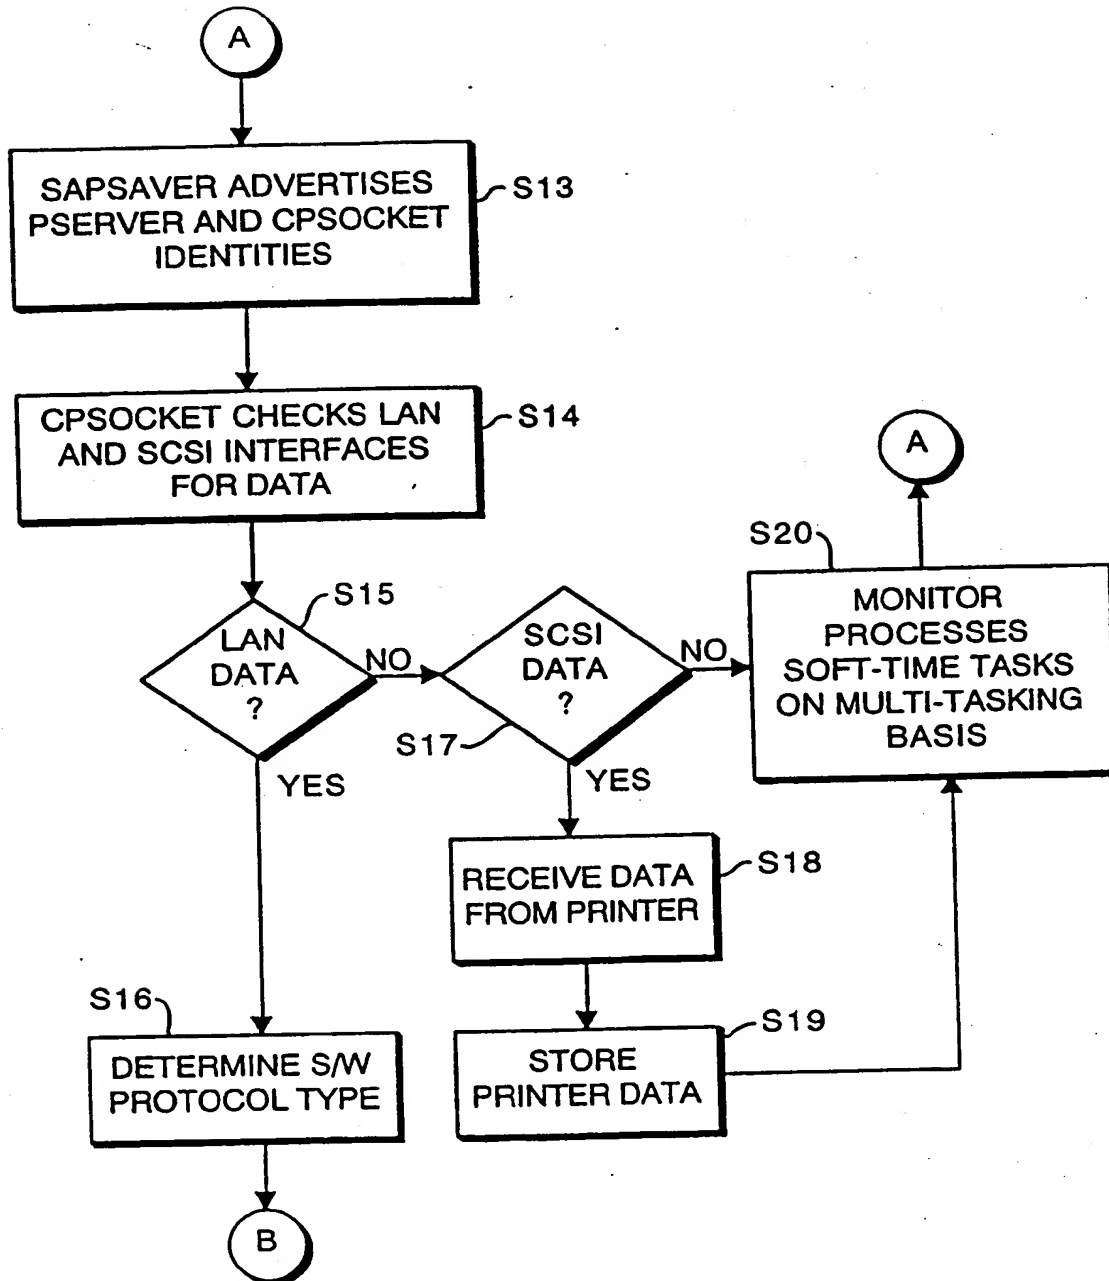 A
SAPSAVER ADVERTISES
PSERVER AND CPSOCKET
IDENTITIES
S13
CPSOCKET CHECKS LAN
AND SCSI INTERFACES
FOR DATA
S14
A
S20
MONITOR
PROCESSES
SOFT-TIME TASKS
ON MULTI-TASKING
BASIS
S15
LAN
DATA
?
NO
YES
SCSI
DATA
?
NO
S17
YES
RECEIVE DATA
FROM PRINTER
S18
S16
DETERMINE S/W
PROTOCOL TYPE
STORE
PRINTER DATA
S19
B